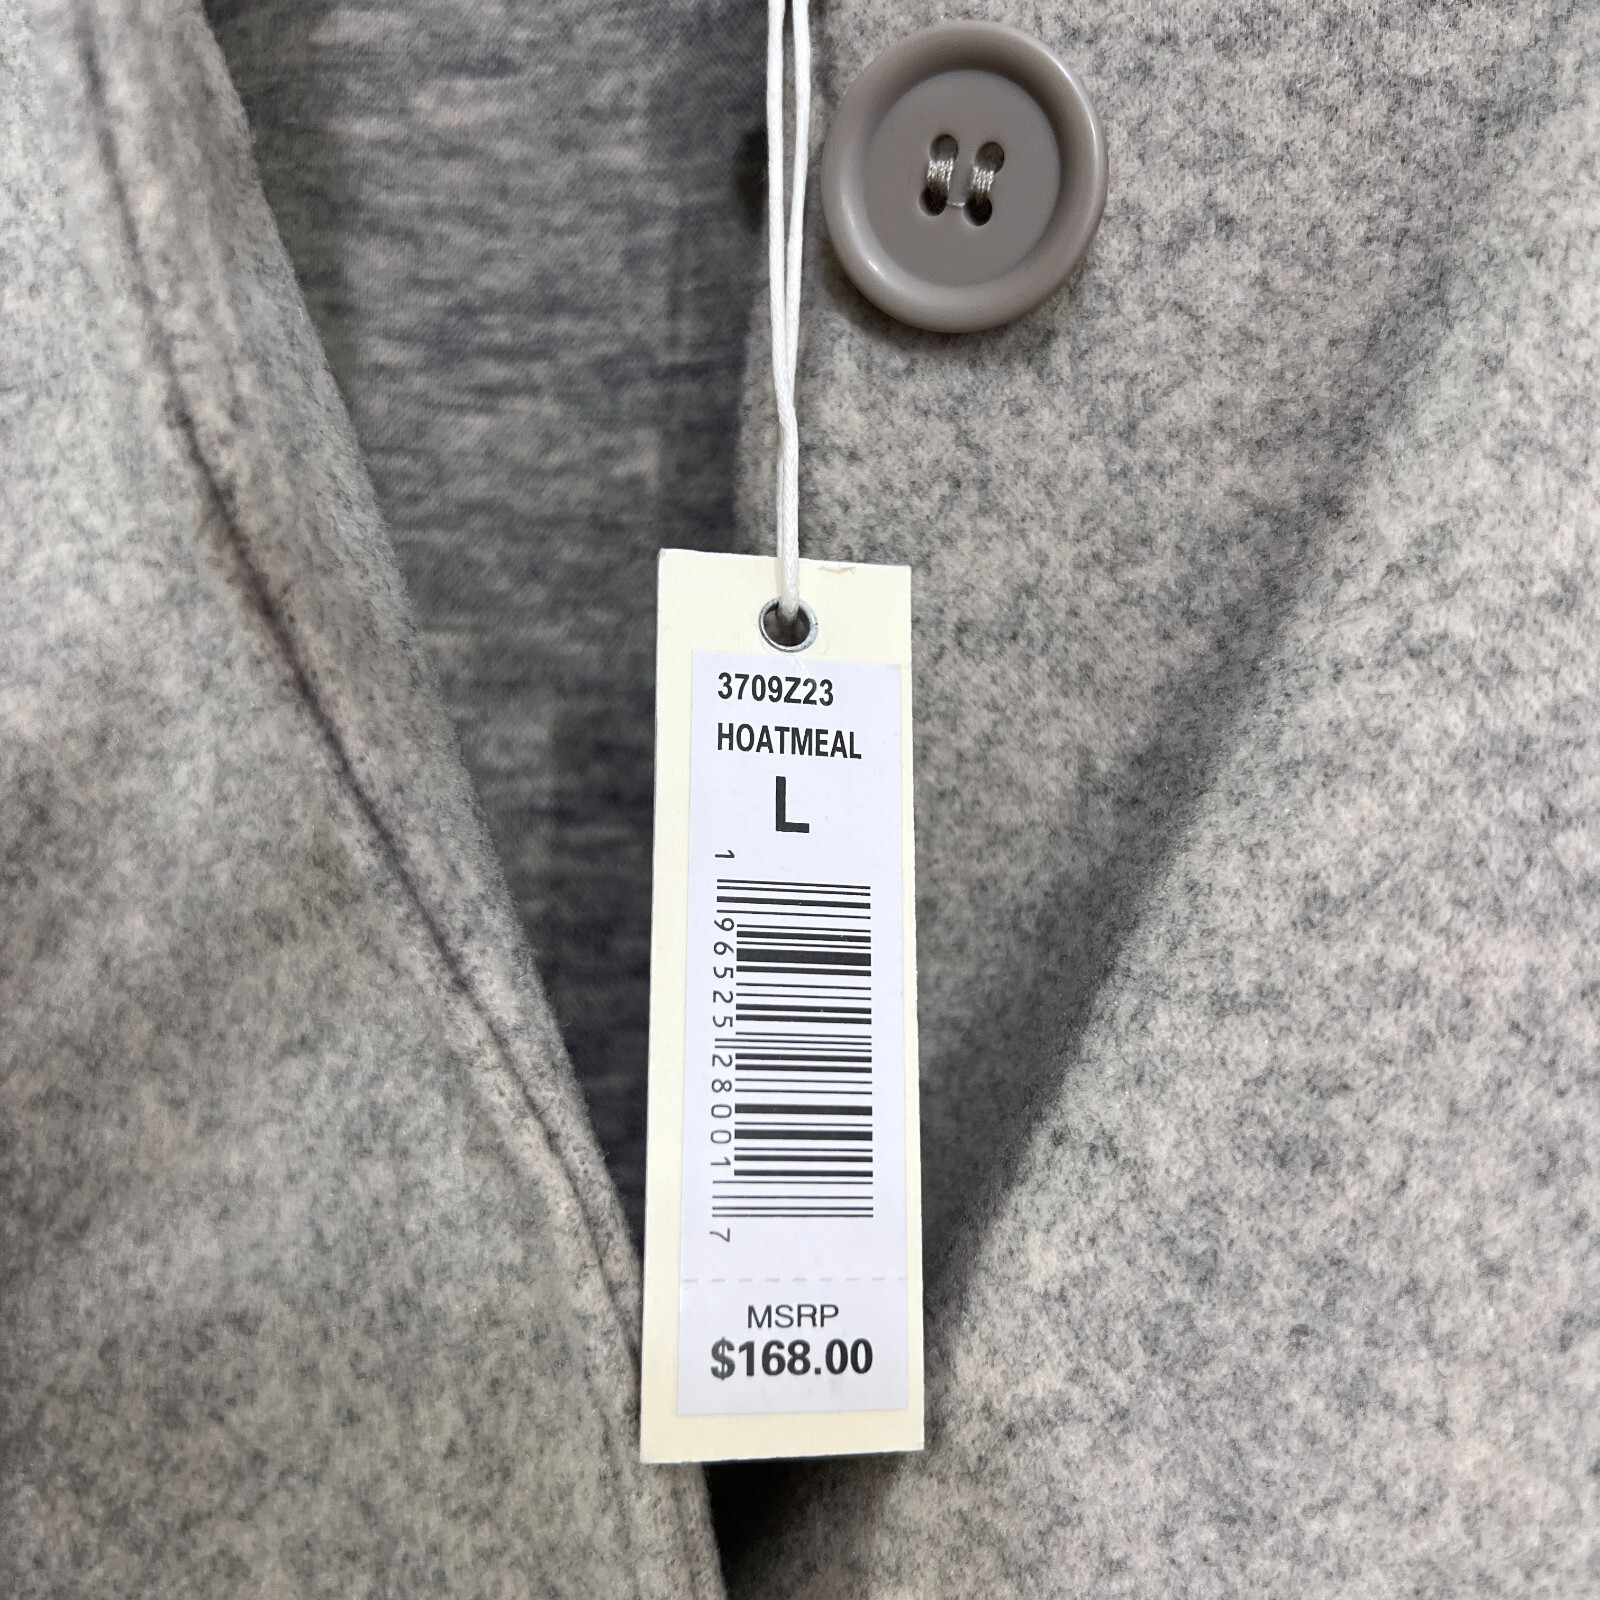 3709Z23
HOATMEAL
L
1 96525 28001 7
MSRP
$168.00